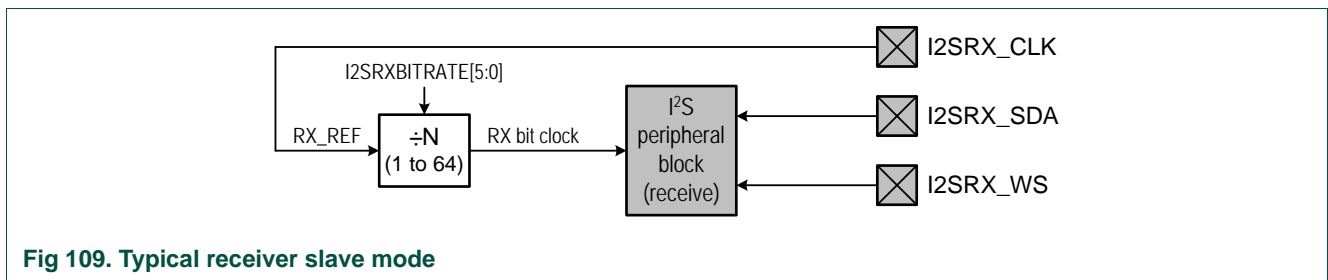 I2SRX_CLK
I2SRXBITRATE[5:0]
RX_REF
÷N
(1 to 64)
RX bit clock
I²S
peripheral
block
(receive)
I2SRX_SDA
I2SRX_WS
Fig 109. Typical receiver slave mode